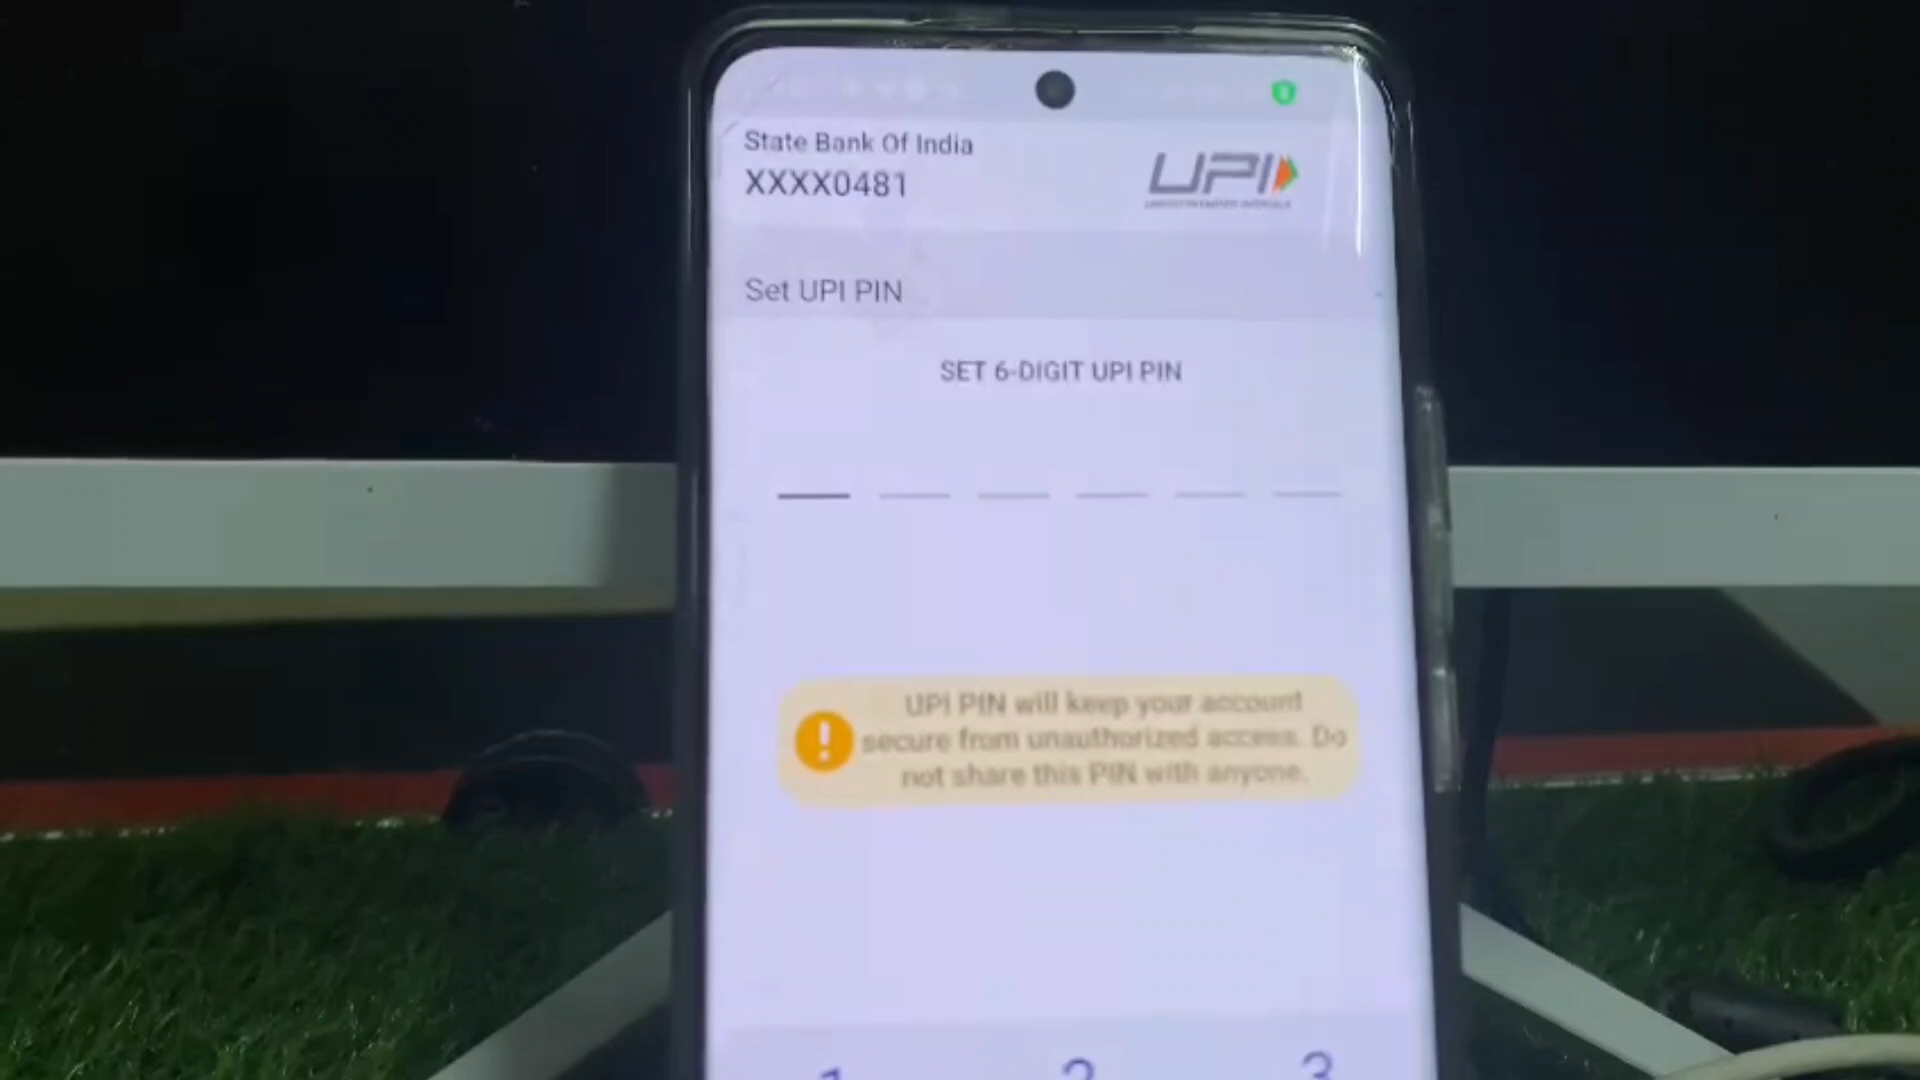 State Bank Of India
XXXX0481
UPI
Set UPI PIN
SET 6-DIGIT UPI PIN
UPI PIN will keep your account
secure from unauthorized access. Do
not share this PIN with anyone.
1 2 3